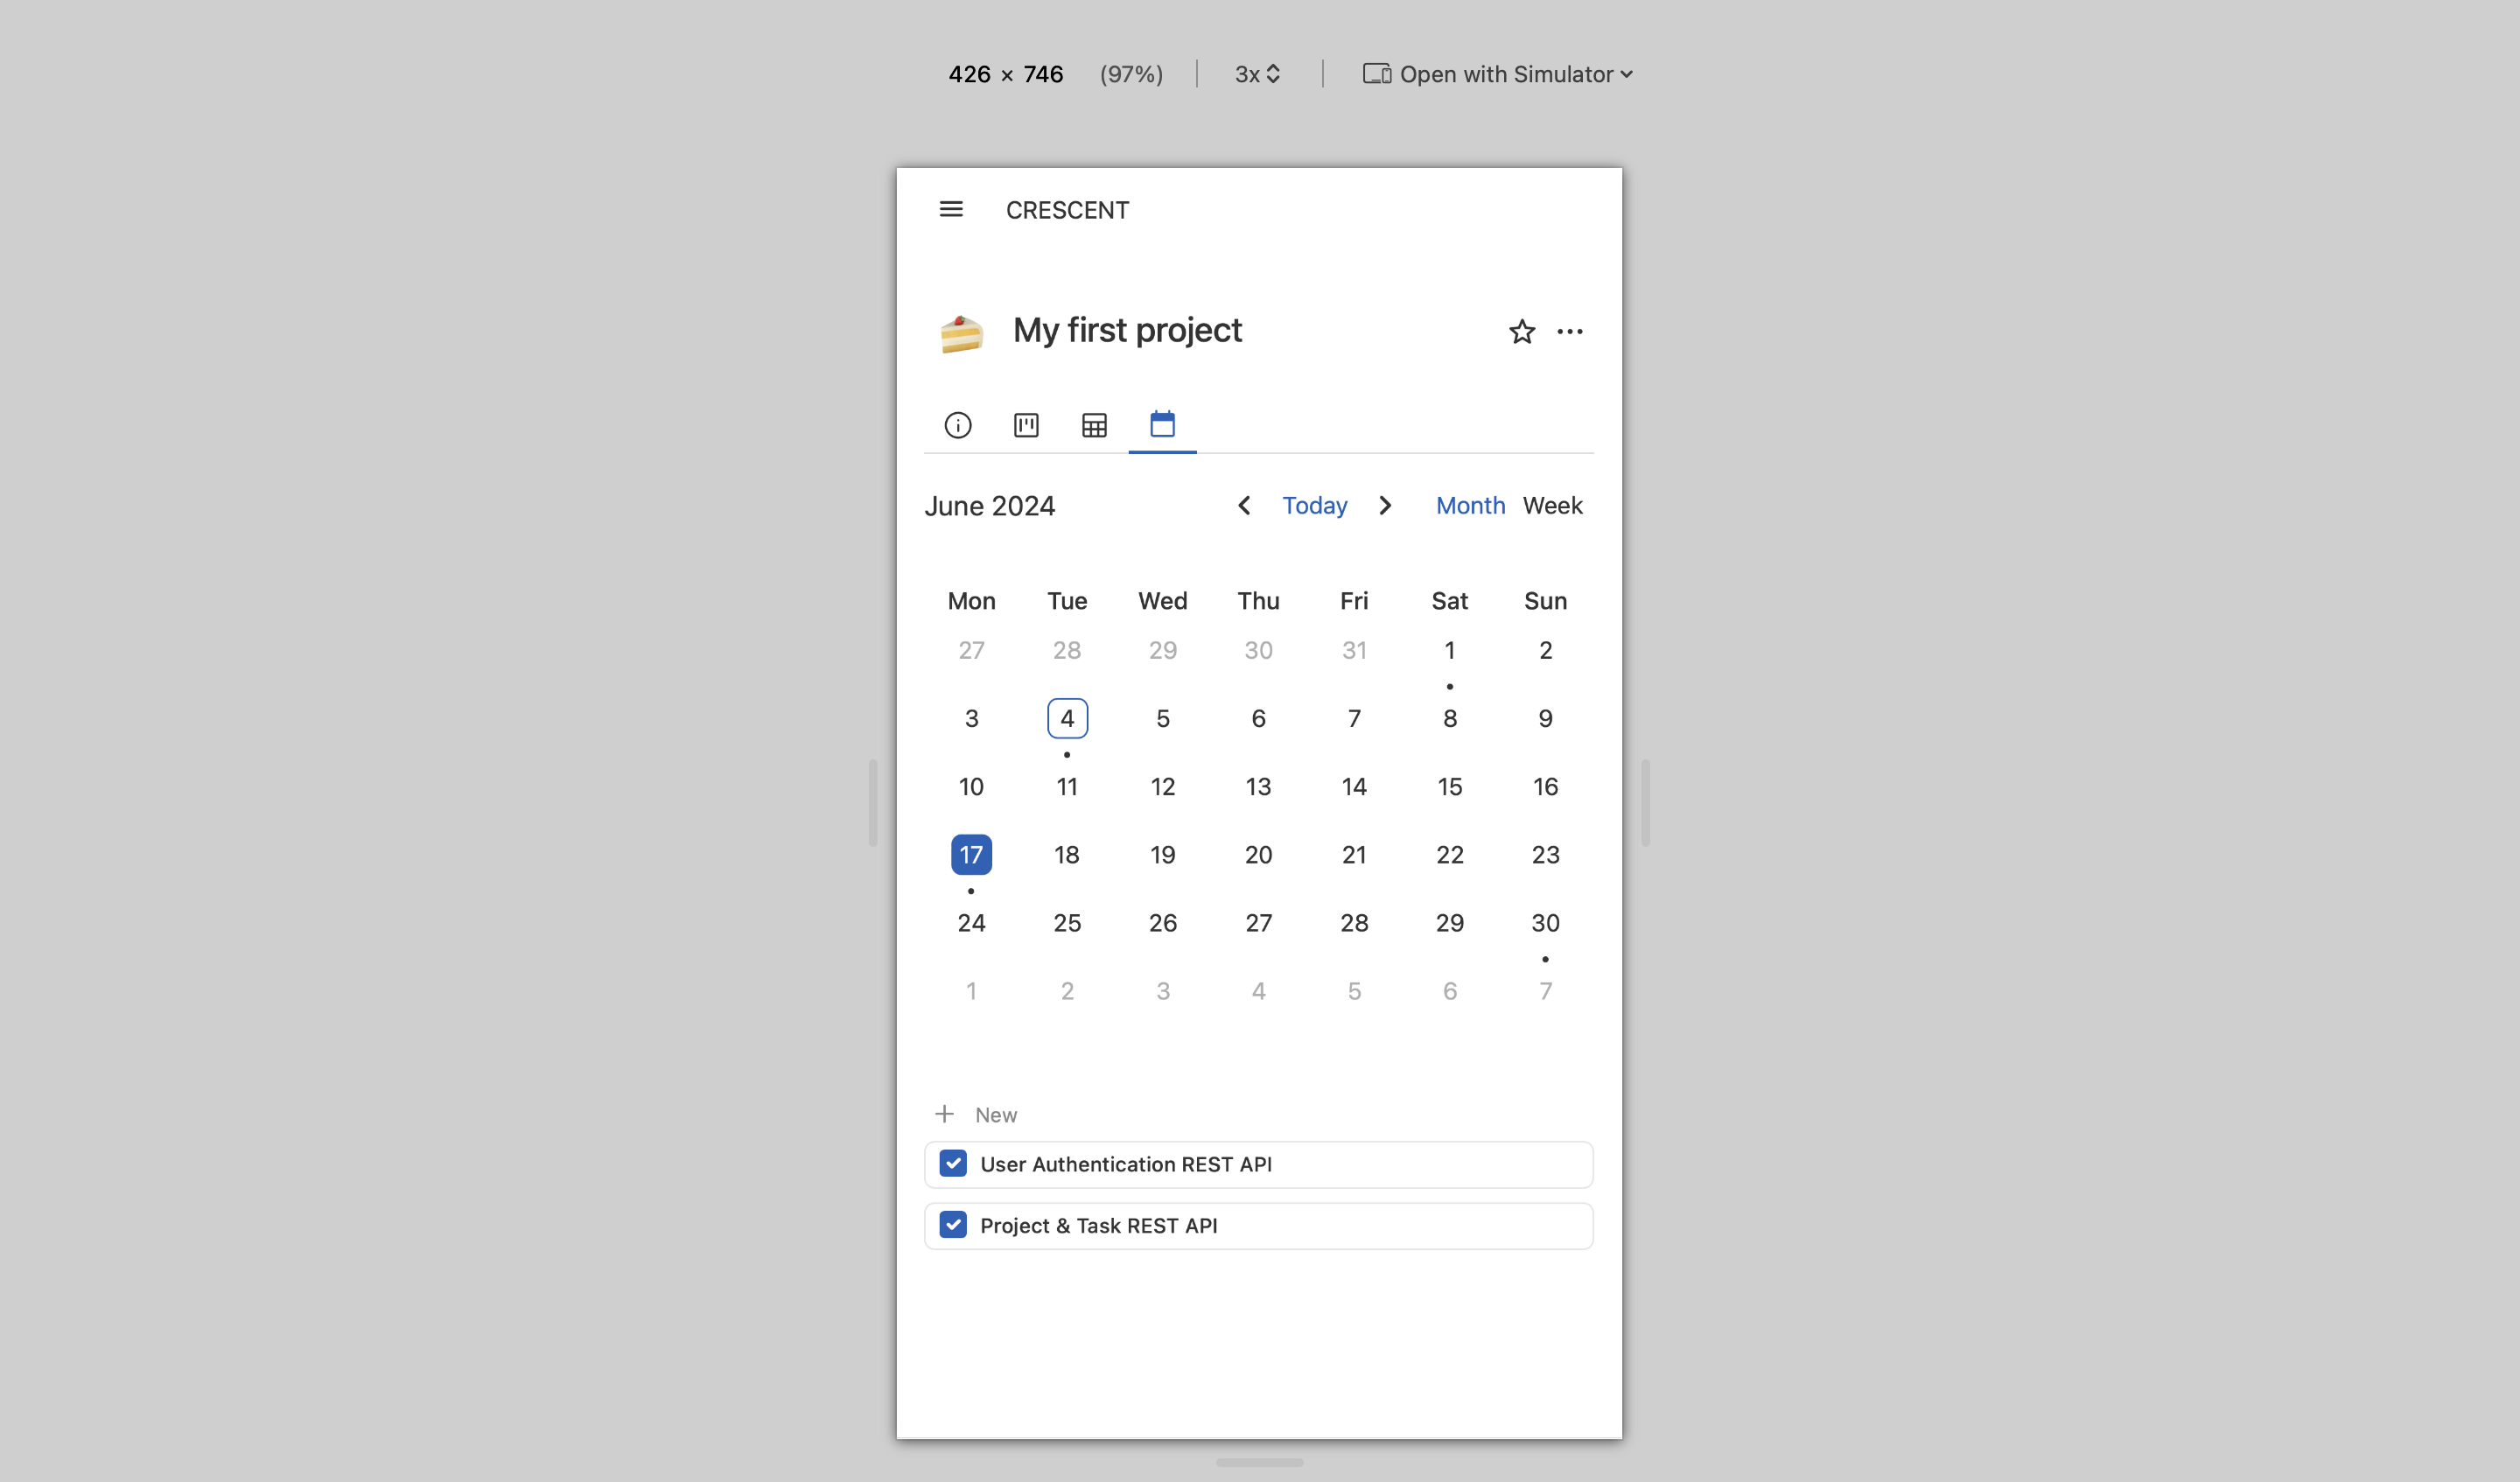 426 × 746 (97%) 3x Open with Simulator
CRESCENT
My first project
June 2024 Today Month Week
Mon Tue Wed Thu Fri Sat Sun
27 28 29 30 31 1 2
3 4 5 6 7 8 9
10 11 12 13 14 15 16
17 18 19 20 21 22 23
24 25 26 27 28 29 30
1 2 3 4 5 6 7
New
User Authentication REST API
Project & Task REST API